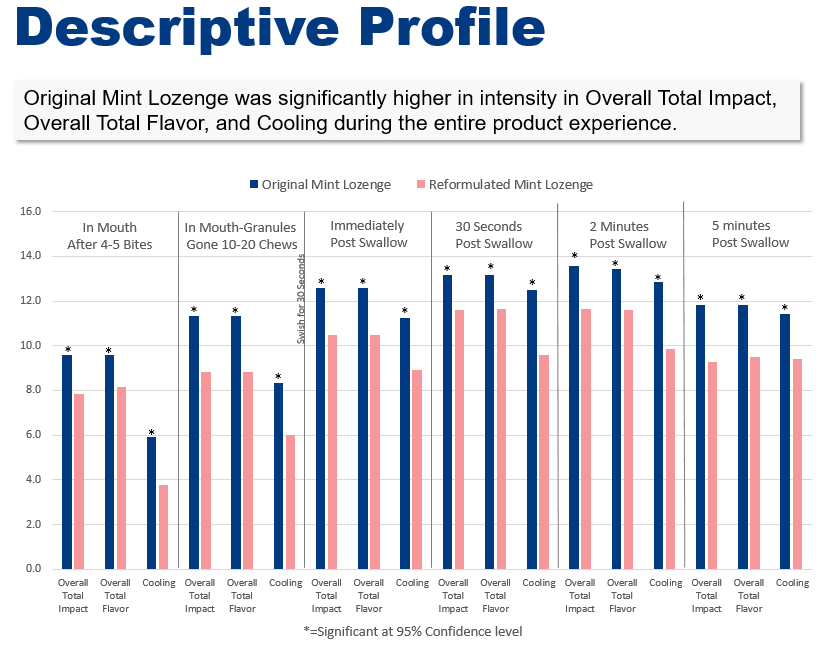 Descriptive Profile
Original Mint Lozenge was significantly higher in intensity in Overall Total Impact,
Overall Total Flavor, and Cooling during the entire product experience.
Original Mint Lozenge Reformulated Mint Lozenge
16.0
14.0
12.0
10.0
8.0
6.0
4.0
2.0
0.0
In Mouth
After 4-5 Bites
In Mouth-Granules
Gone 10-20 Chews
Swish for 30 Seconds
Immediately
Post Swallow
30 Seconds
Post Swallow
2 Minutes
Post Swallow
5 minutes
Post Swallow
* * *
* * *
* * *
* * *
* * *
* * *
Overall
Total
Impact
Overall
Total
Flavor
Cooling
Overall
Total
Impact
Overall
Total
Flavor
Cooling
Overall
Total
Impact
Overall
Total
Flavor
Cooling
Overall
Total
Impact
Overall
Total
Flavor
Cooling
Overall
Total
Impact
Overall
Total
Flavor
Cooling
Overall
Total
Impact
Overall
Total
Flavor
Cooling
*=Significant at 95% Confidence level